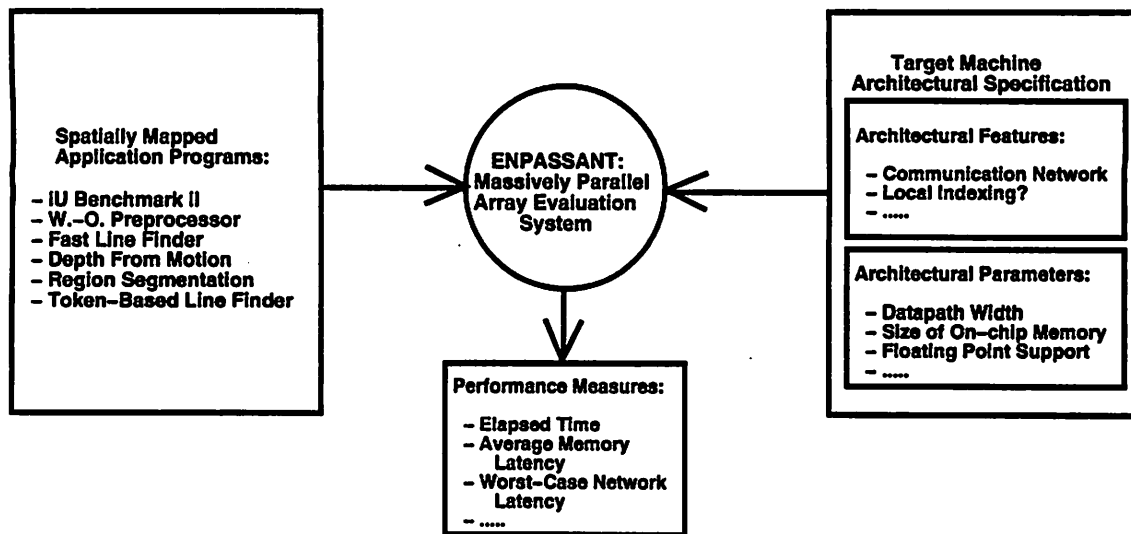 Spatially Mapped
Application Programs:
– IU Benchmark II
– W.–O. Preprocessor
– Fast Line Finder
– Depth From Motion
– Region Segmentation
– Token–Based Line Finder
ENPASSANT:
Massively Parallel
Array Evaluation
System
Target Machine
Architectural Specification
Architectural Features:
– Communication Network
– Local Indexing?
– .....
Architectural Parameters:
– Datapath Width
– Size of On–chip Memory
– Floating Point Support
– .....
Performance Measures:
– Elapsed Time
– Average Memory
Latency
– Worst–Case Network
Latency
– .....